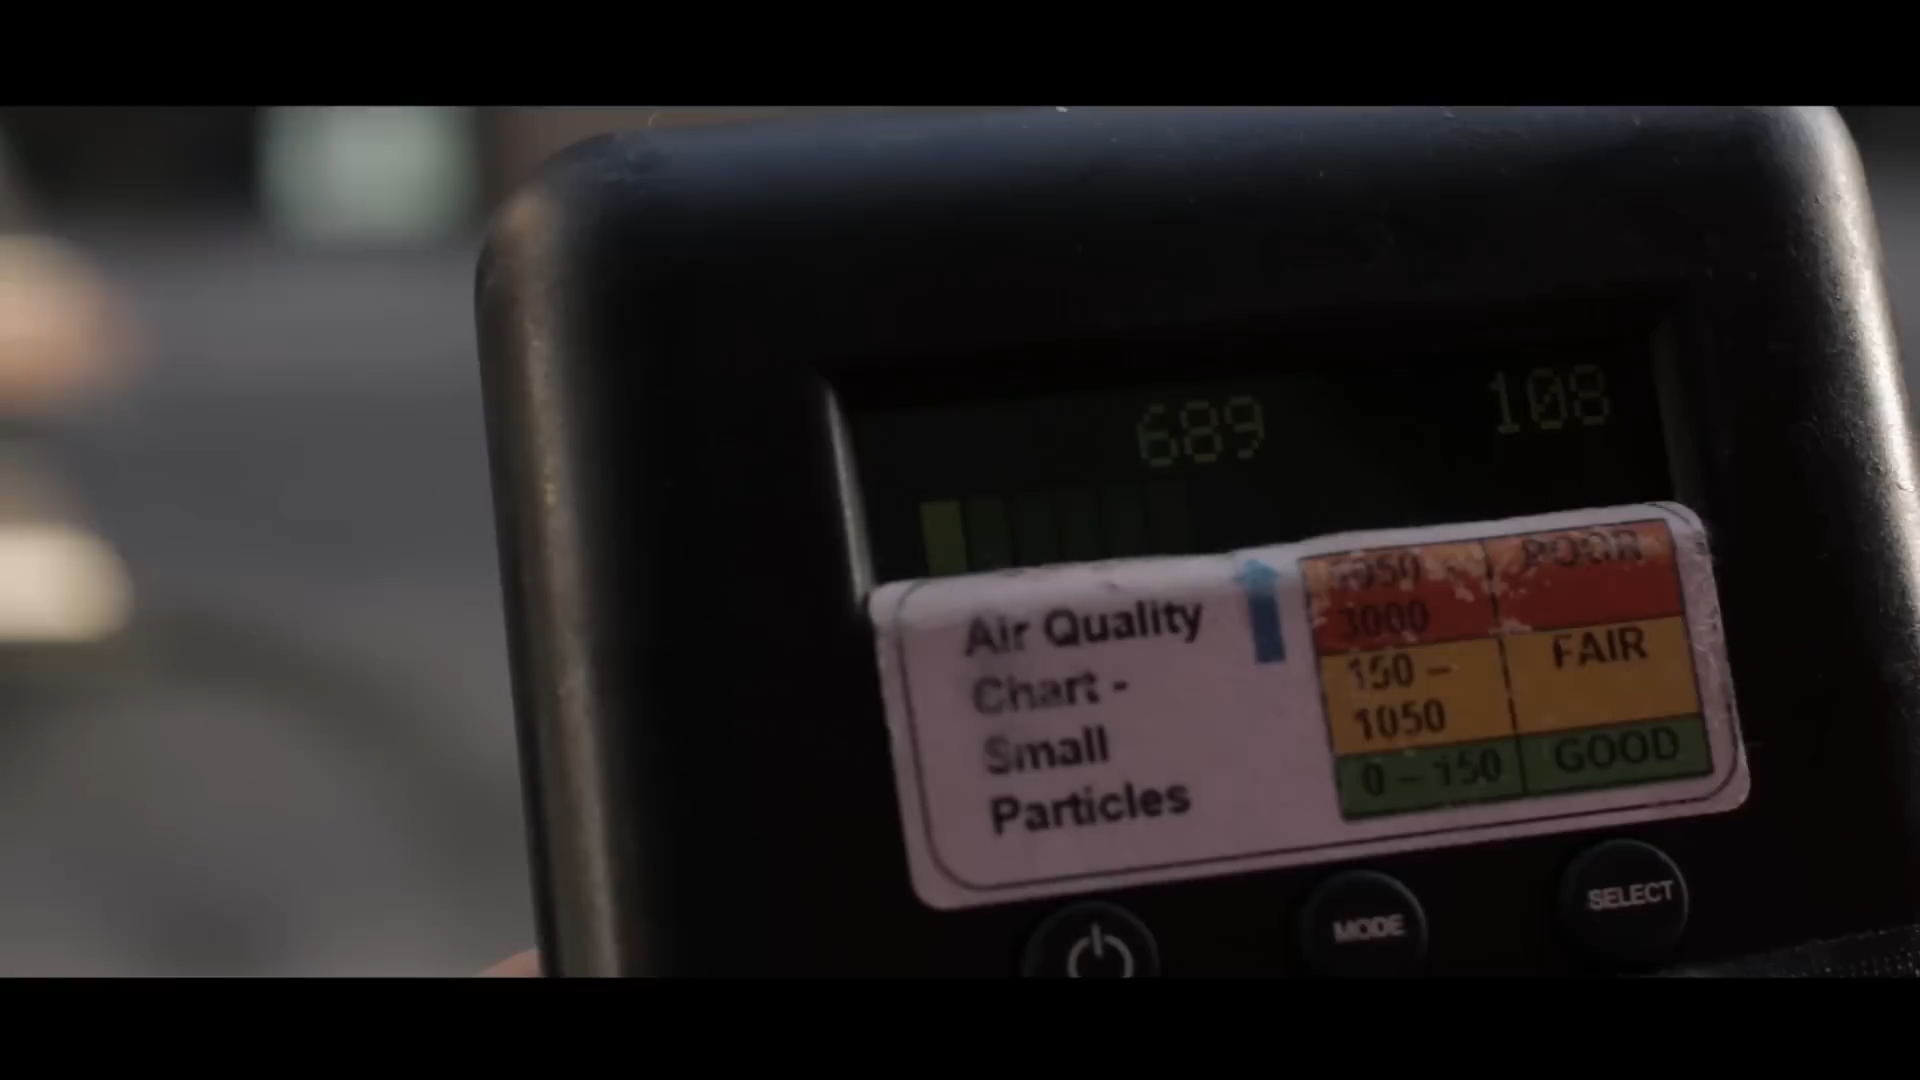 689 108
Air Quality
Chart -
Small
Particles
1050
3000
POOR
150 –
1050
FAIR
0 – 150
GOOD
MODE
SELECT